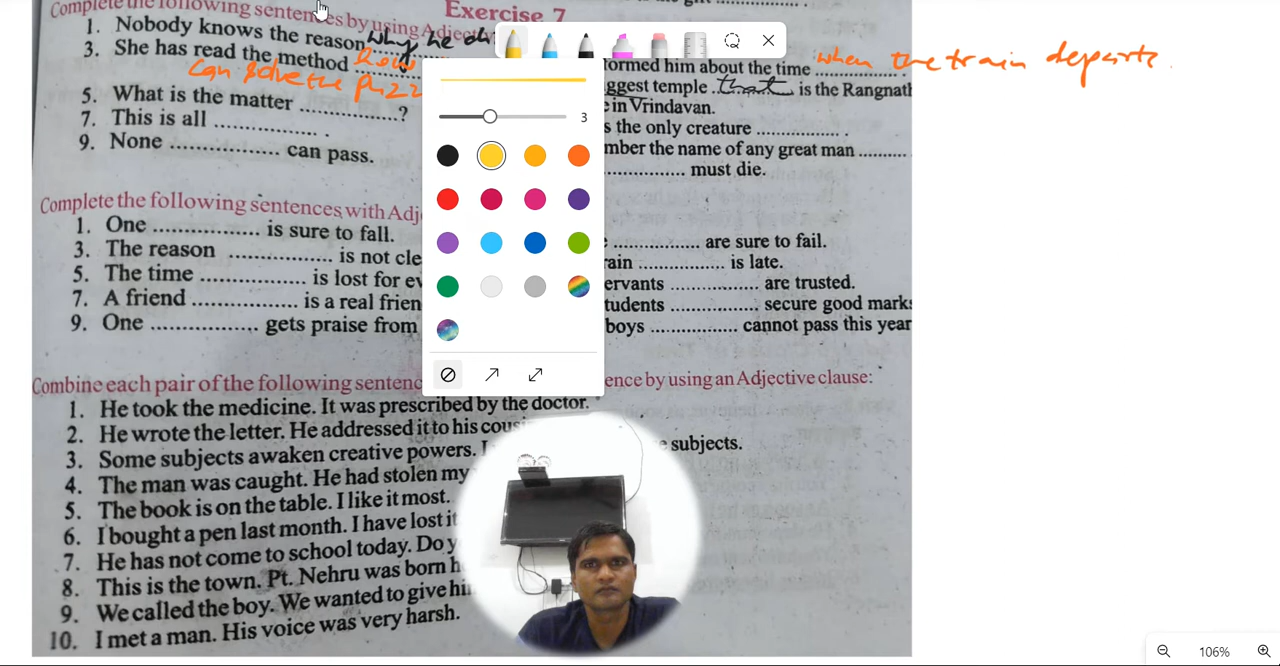 Complete the following sentences by using Adjecti
Exercise 7
1. Nobody knows the reason why he di
3. She has read the method how
can solve the puzz
ormed him about the time .............. .
when the train departs
5. What is the matter ..............?
ggest temple that is the Rangnath
e in Vrindavan.
7. This is all .............. .
s the only creature .............. .
9. None .............. can pass.
mber the name of any great man ..........
.............. must die.
Complete the following sentences with Adj
1. One .............. is sure to fall.
.............. are sure to fail.
3. The reason .............. is not cle
rain .............. is late.
5. The time .............. is lost for ev
ervants .............. are trusted.
7. A friend .............. is a real frien
tudents .............. secure good marks
9. One .............. gets praise from
boys .............. cannot pass this year
Combine each pair of the following sentenc
ence by using an Adjective clause:
1. He took the medicine. It was prescribed by the doctor.
2. He wrote the letter. He addressed it to his cousi
3. Some subjects awaken creative powers. I
e subjects.
4. The man was caught. He had stolen my
5. The book is on the table. I like it most.
6. I bought a pen last month. I have lost it
7. He has not come to school today. Do y
8. This is the town. Pt. Nehru was born h
9. We called the boy. We wanted to give hi
10. I met a man. His voice was very harsh.
3
106%